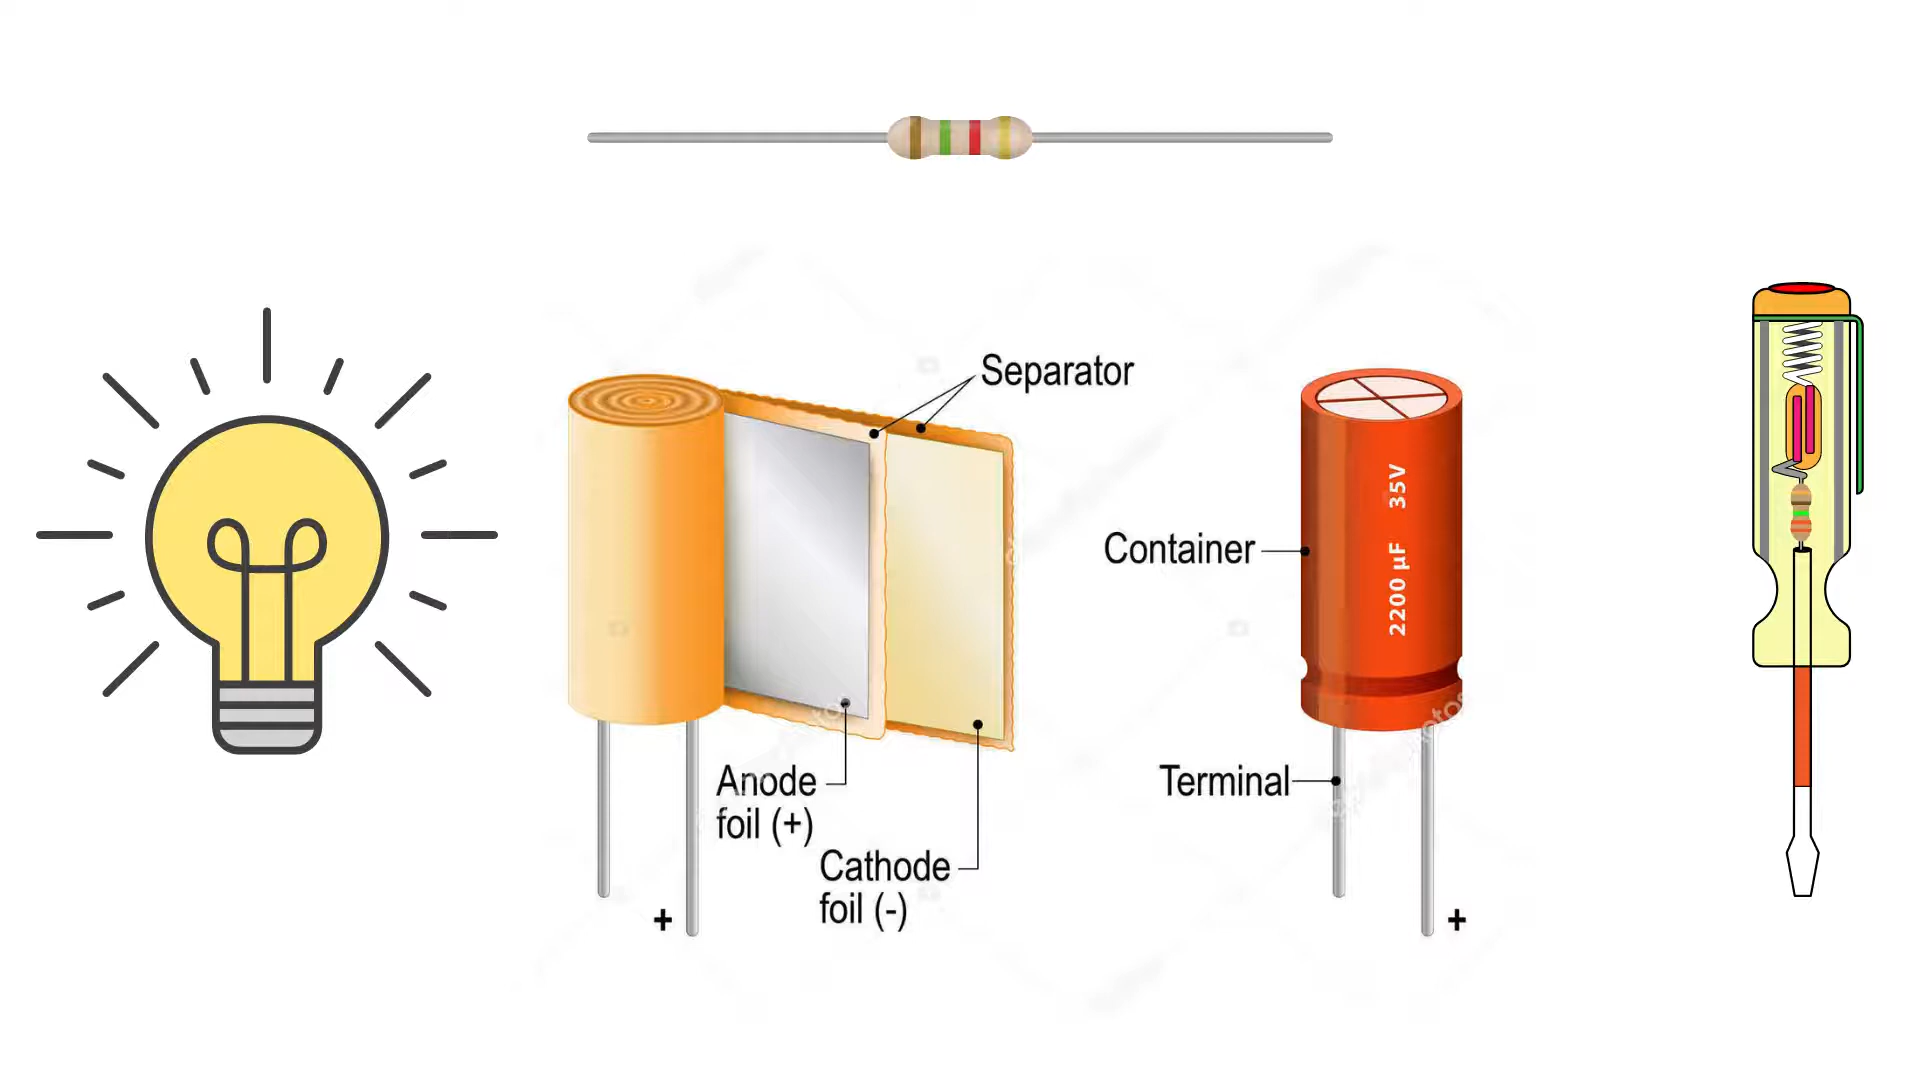 Separator
Container
35V
2200 µF
Anode
foil (+)
Terminal
Cathode
foil (-)
+
+